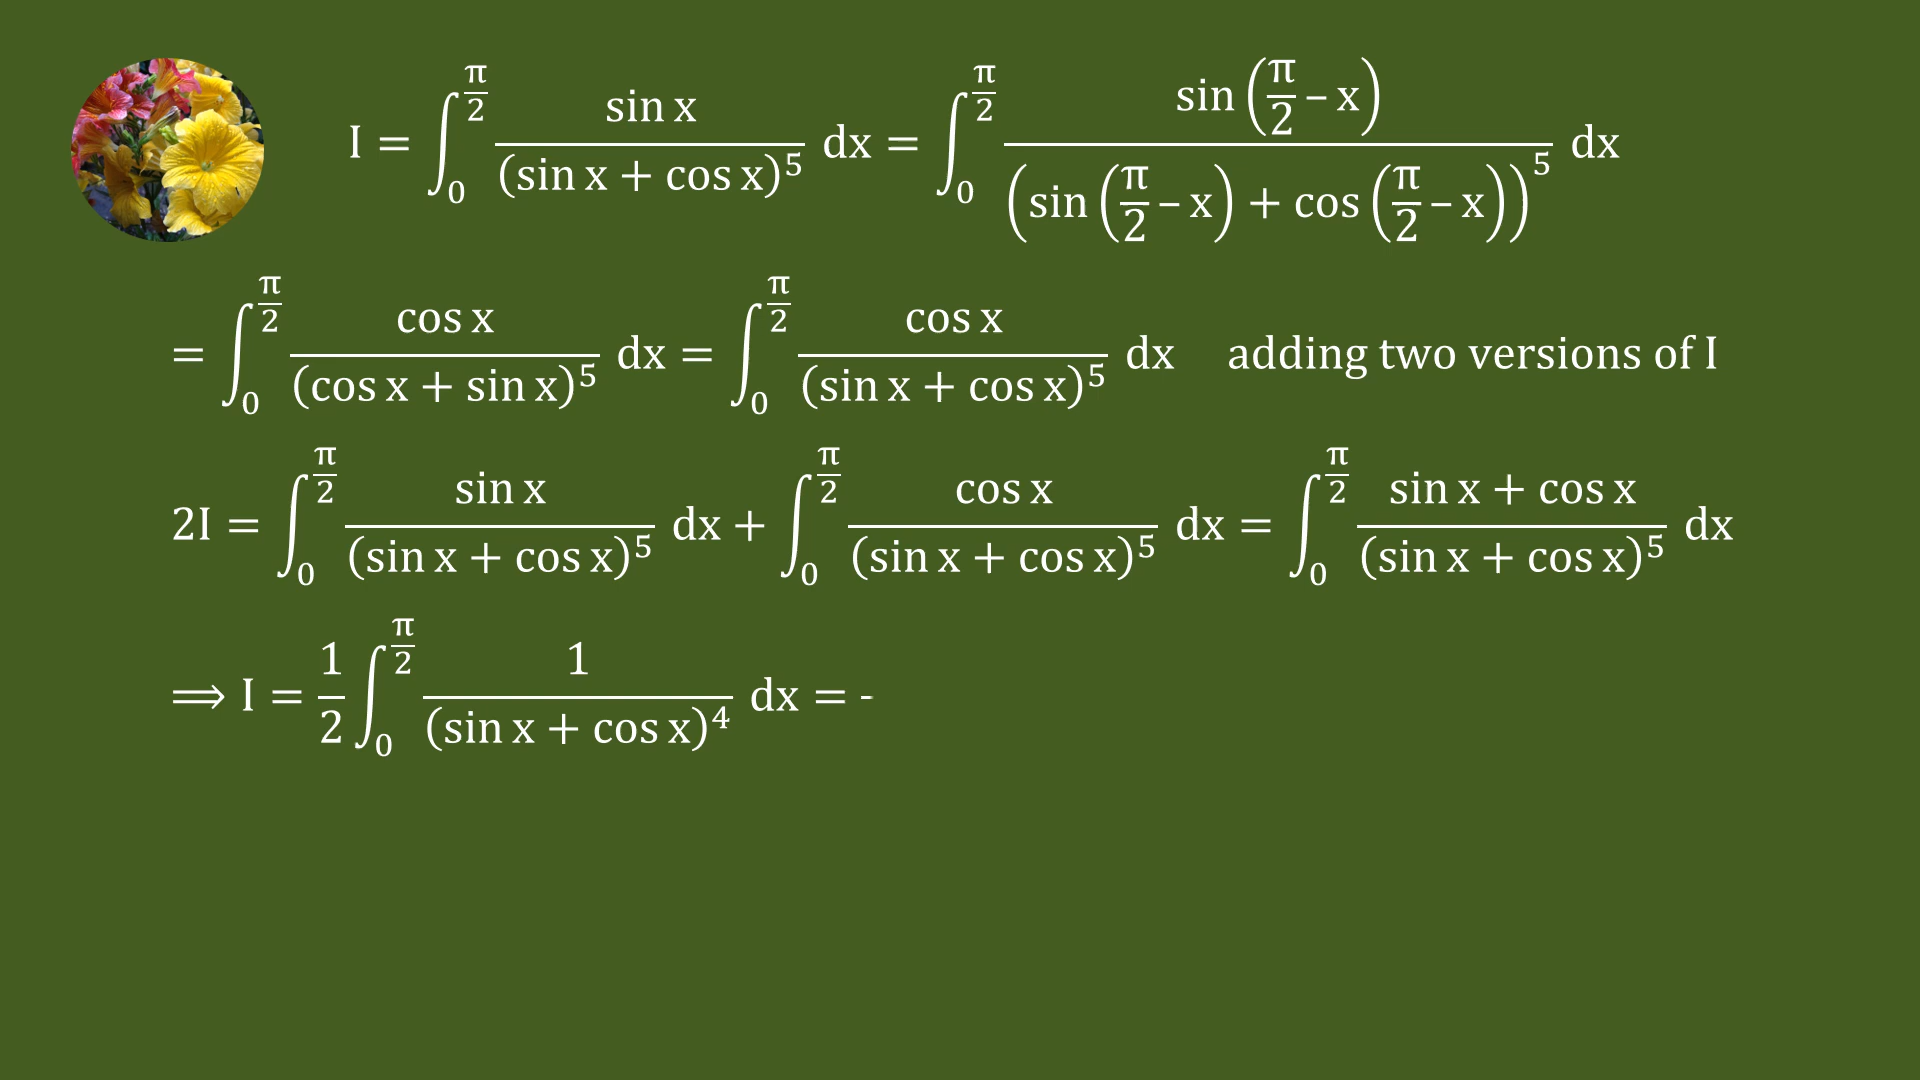 I = ∫₀^(π/2) sin x / (sin x + cos x)⁵ dx = ∫₀^(π/2) sin (π/2 – x) / (sin (π/2 – x) + cos (π/2 – x))⁵ dx
= ∫₀^(π/2) cos x / (cos x + sin x)⁵ dx = ∫₀^(π/2) cos x / (sin x + cos x)⁵ dx adding two versions of I
2I = ∫₀^(π/2) sin x / (sin x + cos x)⁵ dx + ∫₀^(π/2) cos x / (sin x + cos x)⁵ dx = ∫₀^(π/2) sin x + cos x / (sin x + cos x)⁵ dx
⟹ I = 1/2 ∫₀^(π/2) 1 / (sin x + cos x)⁴ dx = -